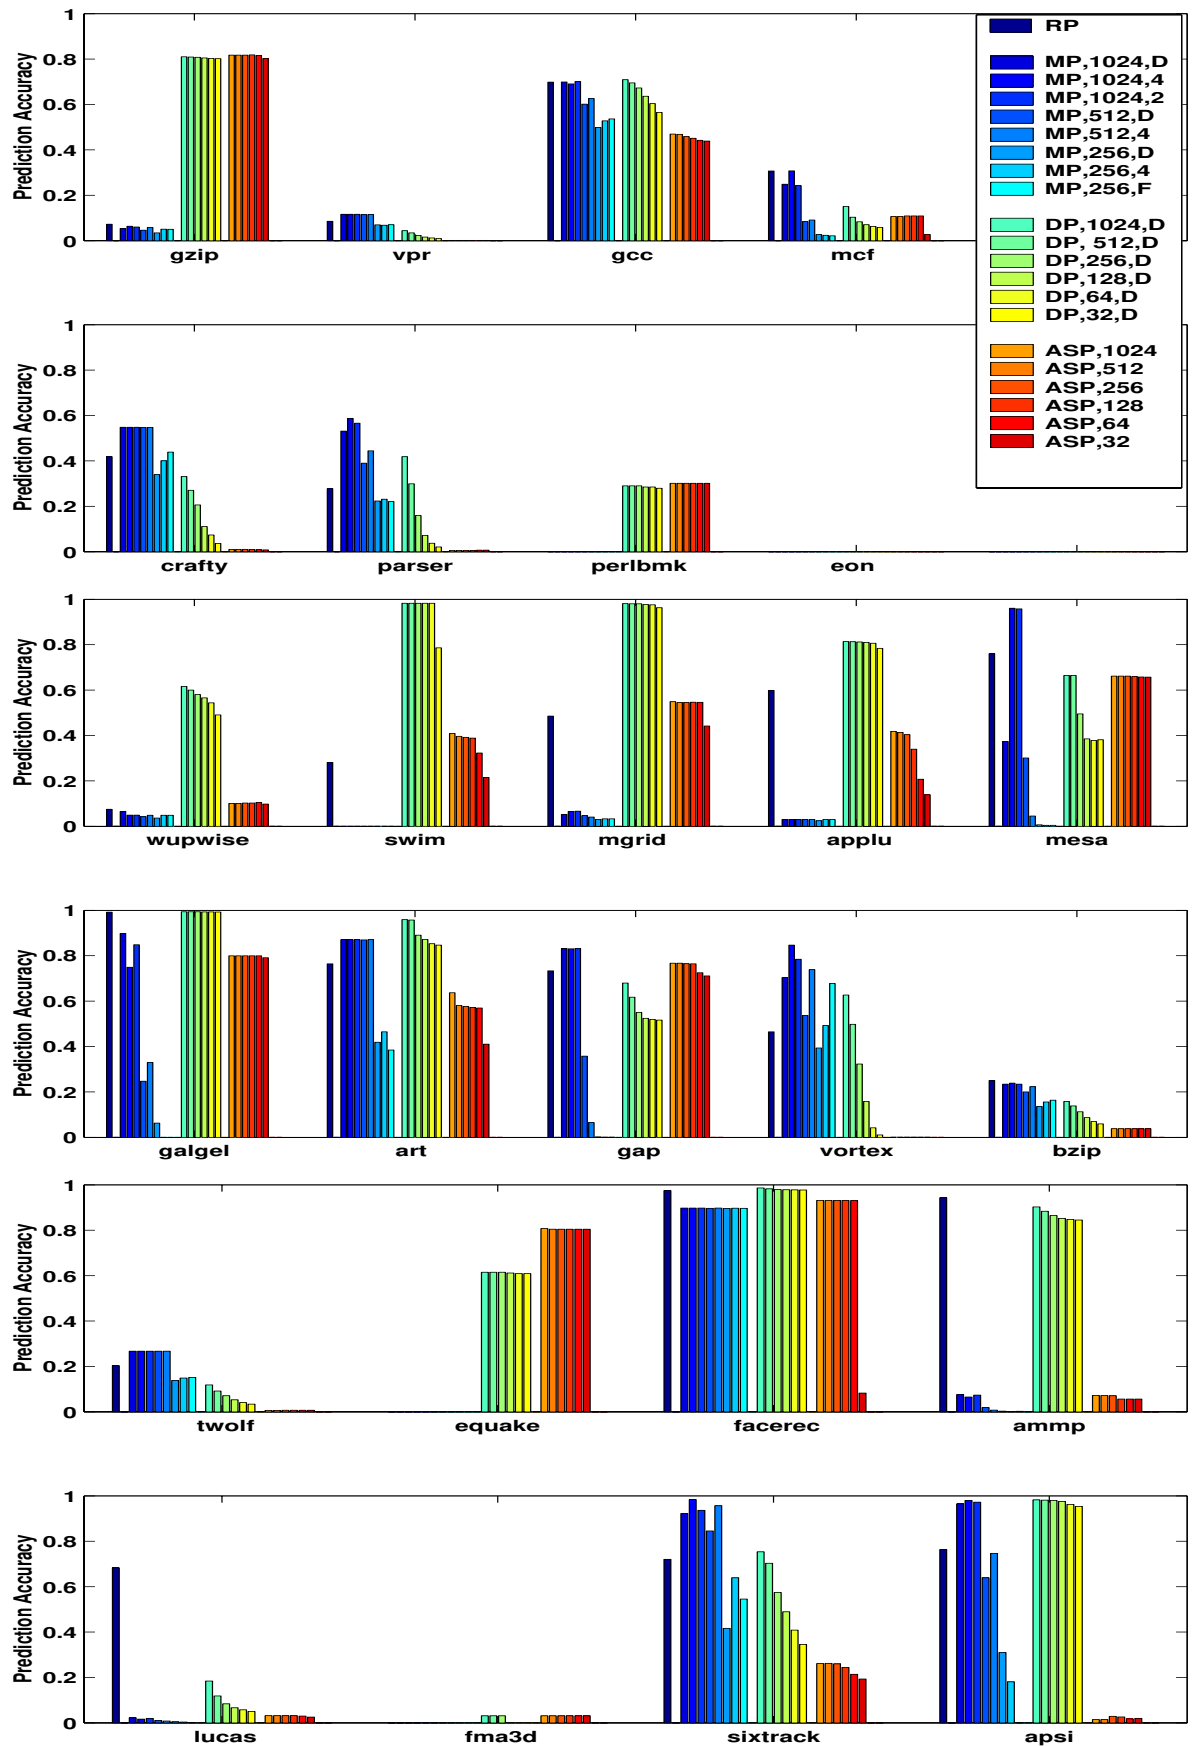 1
0.8
0.6
0.4
0.2
0
Prediction Accuracy
gzip vpr gcc mcf
RP
MP,1024,D
MP,1024,4
MP,1024,2
MP,512,D
MP,512,4
MP,256,D
MP,256,4
MP,256,F
DP,1024,D
DP, 512,D
DP,256,D
DP,128,D
DP,64,D
DP,32,D
ASP,1024
ASP,512
ASP,256
ASP,128
ASP,64
ASP,32
1
0.8
0.6
0.4
0.2
0
Prediction Accuracy
crafty parser perlbmk eon
1
0.8
0.6
0.4
0.2
0
Prediction Accuracy
wupwise swim mgrid applu mesa
1
0.8
0.6
0.4
0.2
0
Prediction Accuracy
galgel art gap vortex bzip
1
0.8
0.6
0.4
0.2
0
Prediction Accuracy
twolf equake facerec ammp
1
0.8
0.6
0.4
0.2
0
Prediction Accuracy
lucas fma3d sixtrack apsi